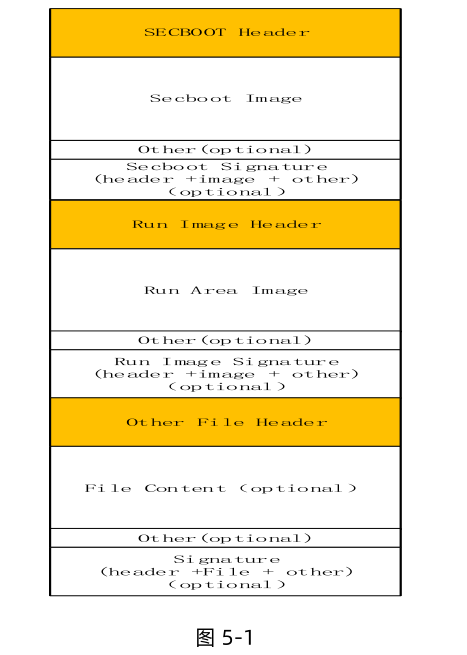 SECBOOT Header
Secboot Image
Other(optional)
Secboot Signature
(header +image + other)
(optional)
Run Image Header
Run Area Image
Other(optional)
Run Image Signature
(header +image + other)
(optional)
Other File Header
File Content (optional)
Other(optional)
Signature
(header +File + other)
(optional)
图 5-1